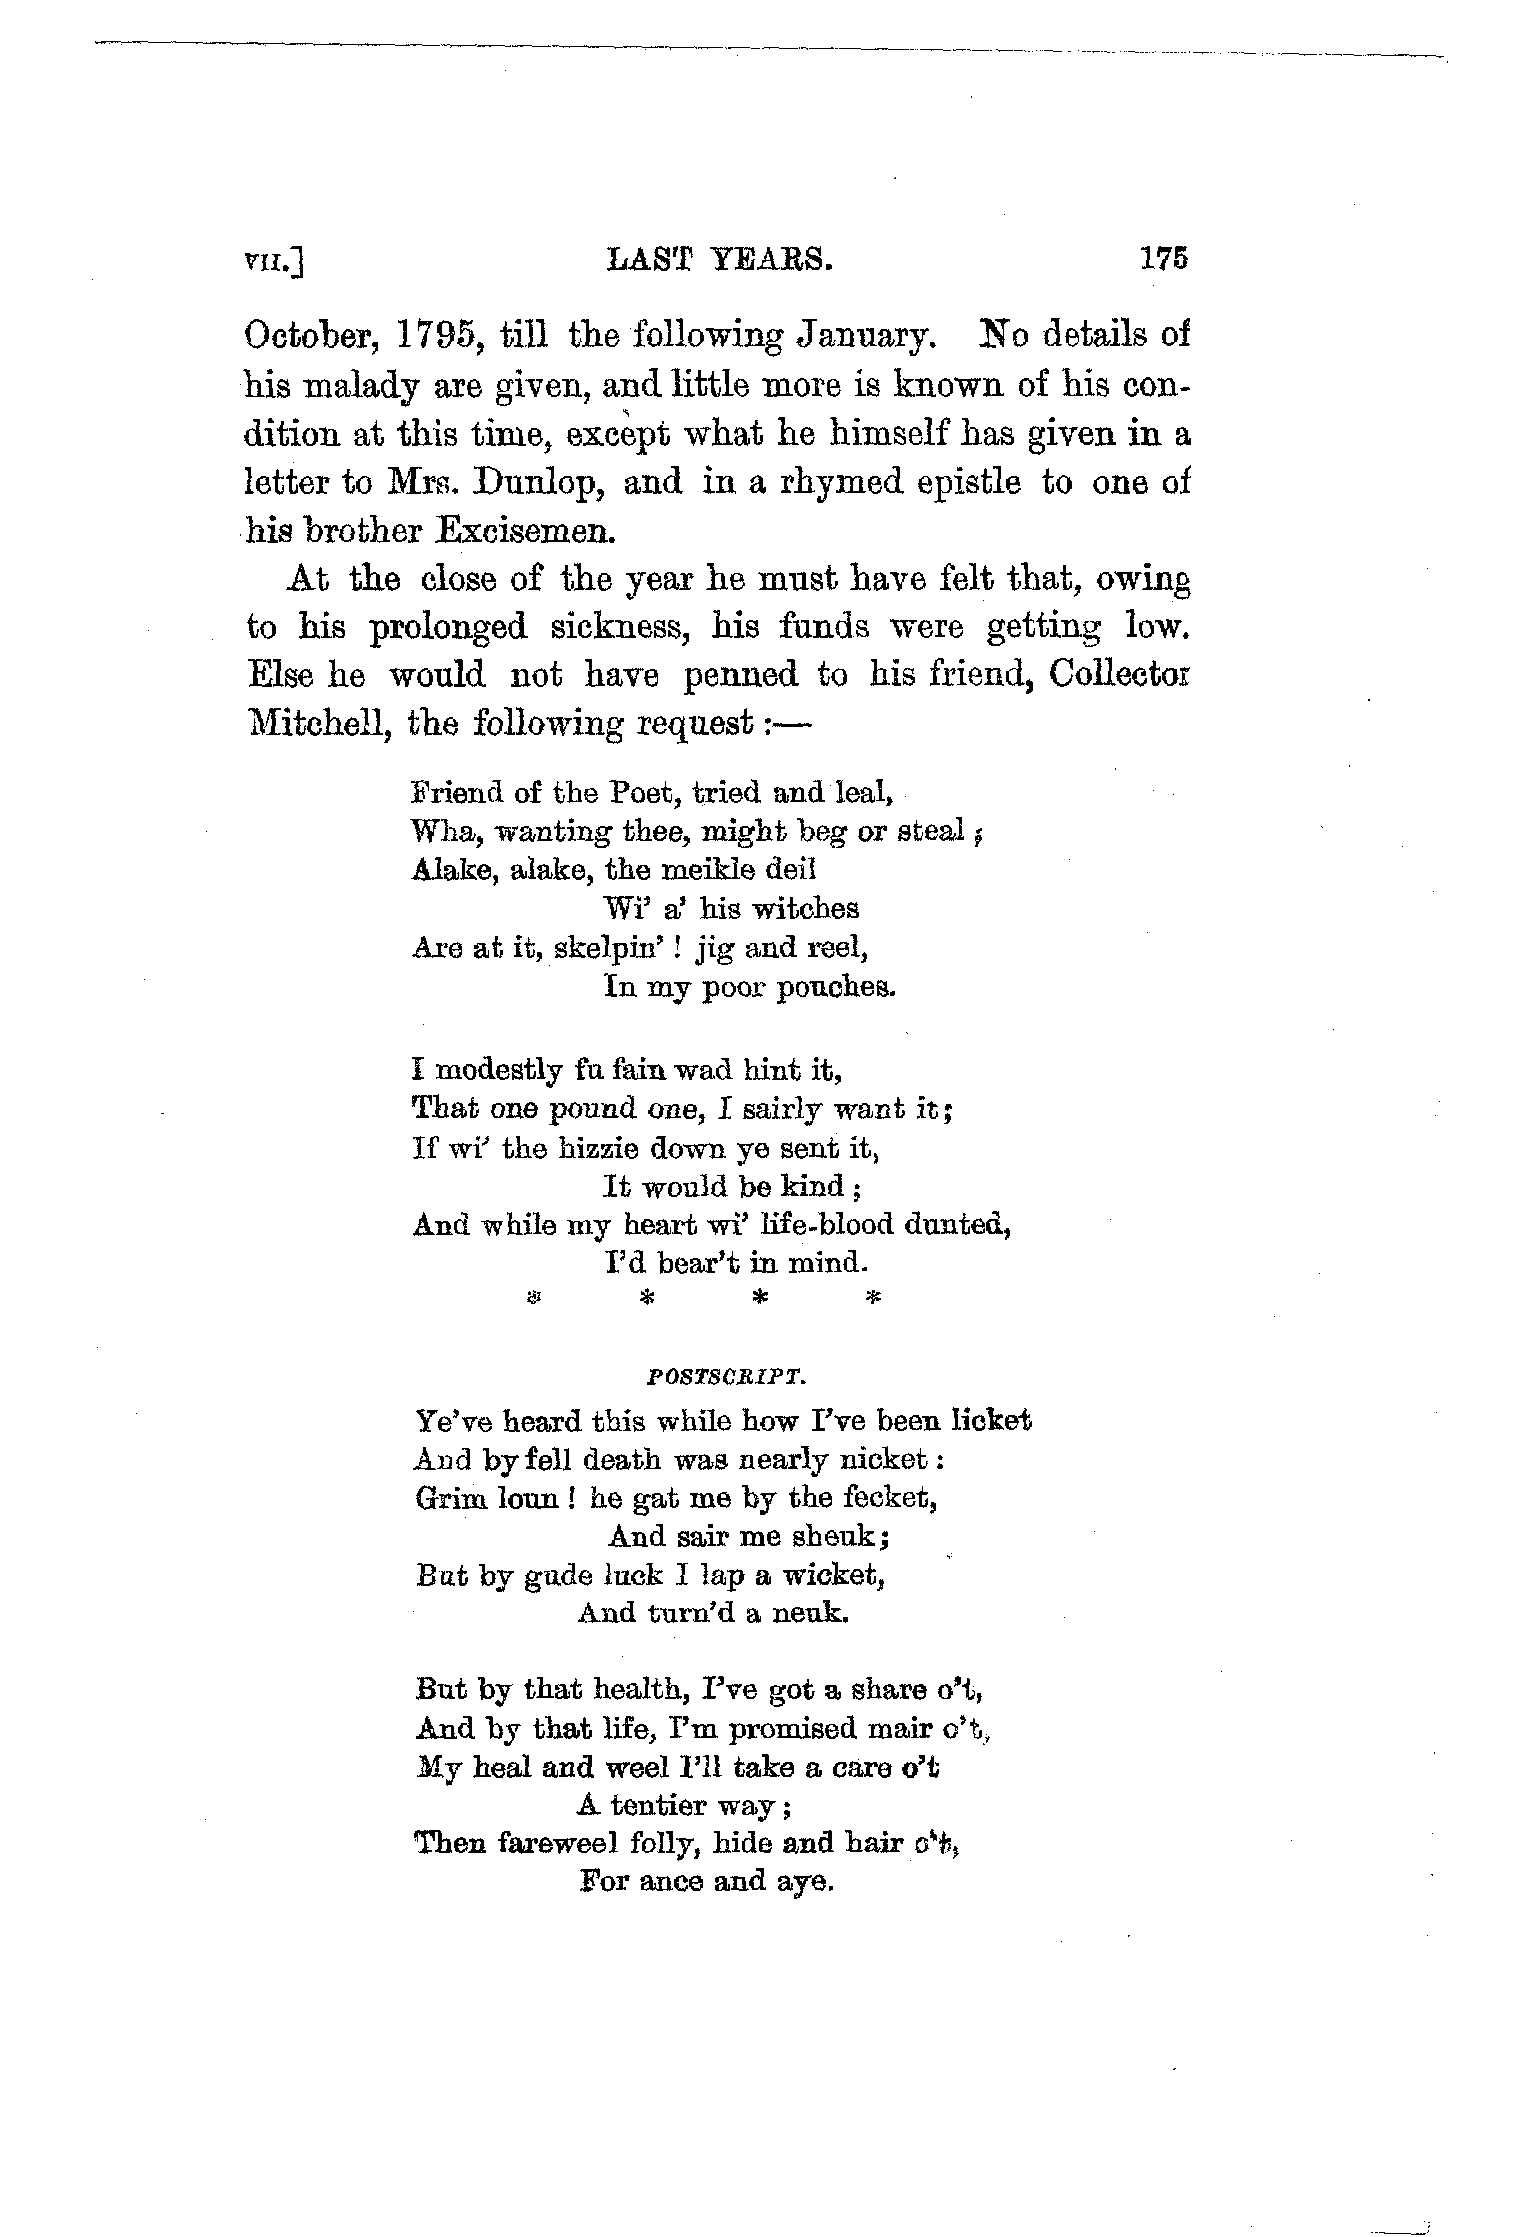 VII.] LAST YEARS. 175
October, 1795, till the following January. No details of
his malady are given, and little more is known of his con-
dition at this time, except what he himself has given in a
letter to Mrs. Dunlop, and in a rhymed epistle to one of
his brother Excisemen.
At the close of the year he must have felt that, owing
to his prolonged sickness, his funds were getting low.
Else he would not have penned to his friend, Collector
Mitchell, the following request :—
Friend of the Poet, tried and leal,
Wha, wanting thee, might beg or steal ;
Alake, alake, the meikle deil
Wi' a' his witches
Are at it, skelpin' ! jig and reel,
In my poor pouches.
I modestly fu fain wad hint it,
That one pound one, I sairly want it;
If wi' the hizzie down ye sent it,
It would be kind ;
And while my heart wi' life-blood dunted,
I'd bear't in mind.
* * * *
POSTSCRIPT.
Ye've heard this while how I've been licket
And by fell death was nearly nicket :
Grim loun ! he gat me by the fecket,
And sair me sheuk;
But by gude luck I lap a wicket,
And turn'd a neuk.
But by that health, I've got a share o't,
And by that life, I'm promised mair o't,
My heal and weel I'll take a care o't
A tentier way ;
Then fareweel folly, hide and hair o't,
For ance and aye.